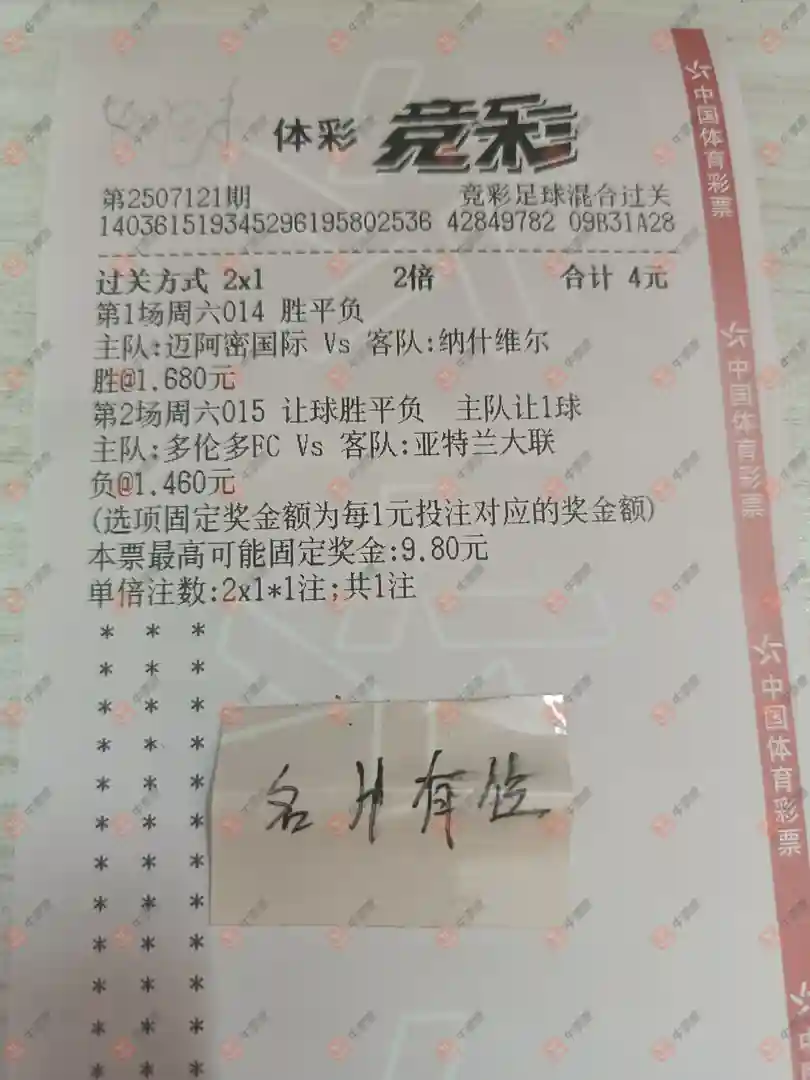 体彩 竞彩
第2507121期 竞彩足球混合过关
140361519345296195802536 42849782 09B31A28
过关方式 2x1 2倍 合计 4元
第1场周六014 胜平负
主队:迈阿密国际 Vs 客队:纳什维尔
胜@1.680元
第2场周六015 让球胜平负 主队让1球
主队:多伦多FC Vs 客队:亚特兰大联
负@1.460元
(选项固定奖金额为每1元投注对应的奖金额)
本票最高可能固定奖金:9.80元
单倍注数:2x1*1注;共1注
名片有位
中国体育彩票
中国体育彩票
中国体育彩票